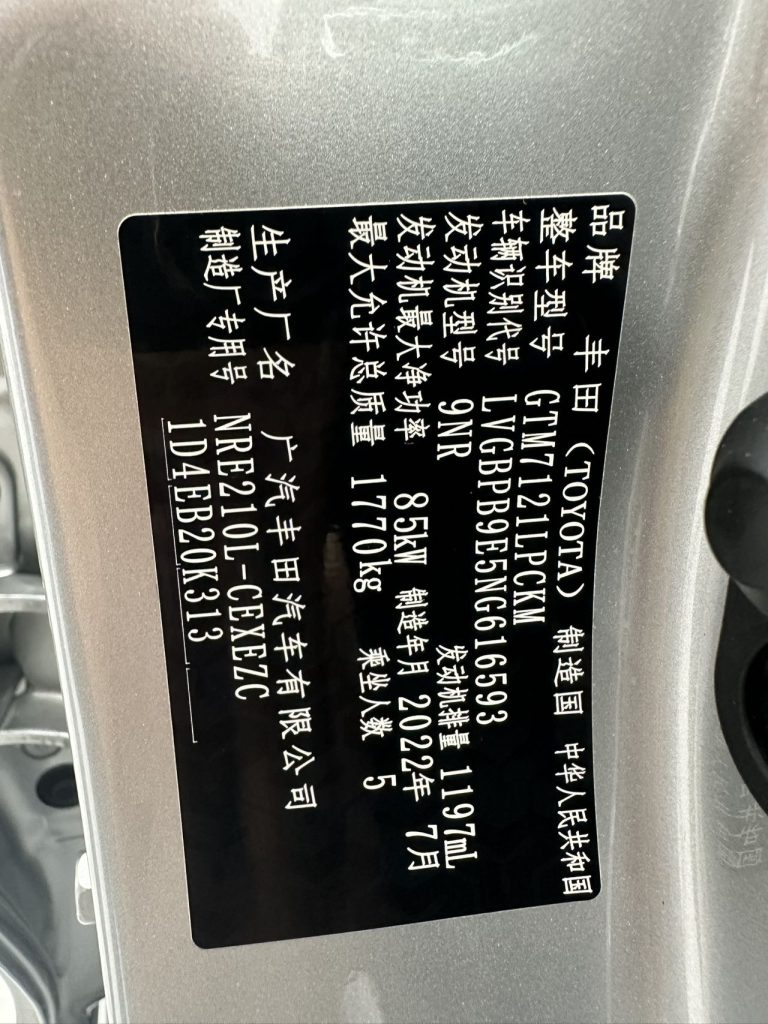 品牌 丰田（TOYOTA） 制造国 中华人民共和国
整车型号 GTM7121LPCKM
车辆识别代号 LVGBPB9E5NG616593
发动机型号 9NR 发动机排量 1197mL
发动机最大净功率 85kW 制造年月 2022年 7月
最大允许总质量 1770kg 乘坐人数 5
生产厂名 广汽丰田汽车有限公司
制造厂专用号 NRE210L-CEXEZC
1D4EB20K313